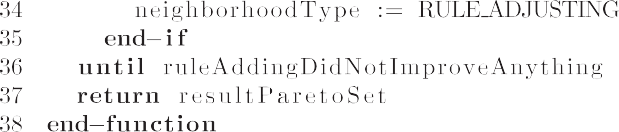 34 neighborhoodType := RULE_ADJUSTING
35 end-if
36 until ruleAddingDidNotImproveAnything
37 return resultParetoSet
38 end-function